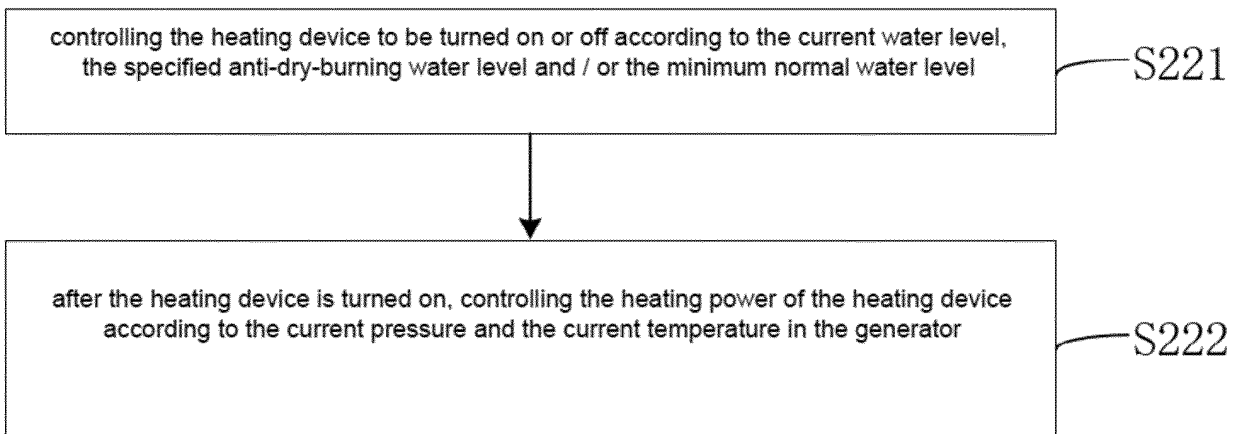 controlling the heating device to be turned on or off according to the current water level,
the specified anti-dry-burning water level and / or the minimum normal water level
S221
after the heating device is turned on, controlling the heating power of the heating device
according to the current pressure and the current temperature in the generator
S222